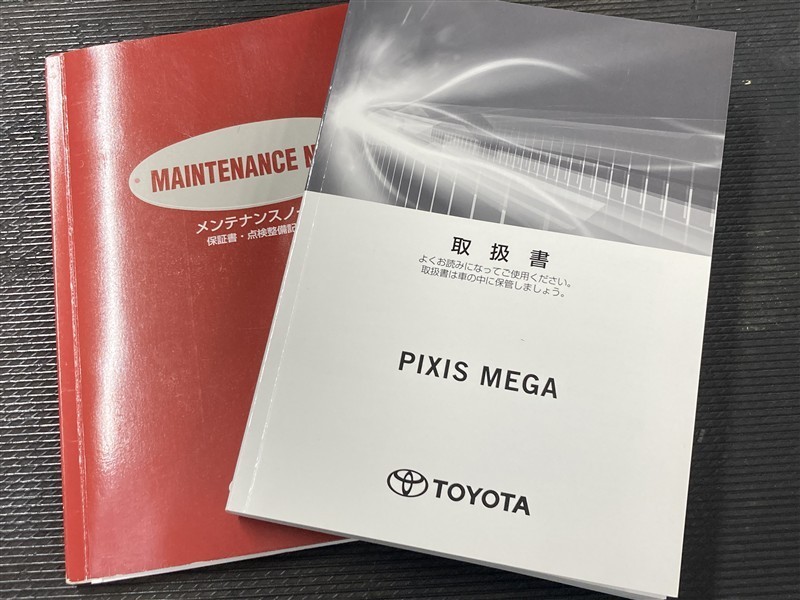 MAINTENANCE
メンテナンスノ
保証書・点検整備記
取扱書
よくお読みになってご使用ください。
取扱書は車の中に保管しましょう。
PIXIS MEGA
TOYOTA